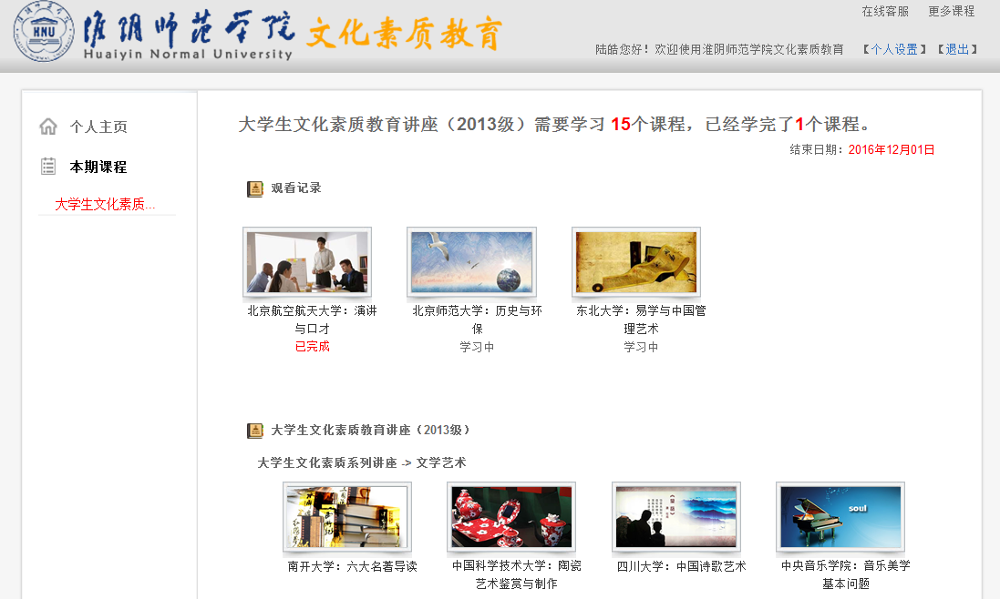 在线客服 更多课程
HNU
淮阴师范学院 文化素质教育
Huaiyin Normal University
陆皓您好！欢迎使用淮阴师范学院文化素质教育 【个人设置】【退出】
个人主页
本期课程
大学生文化素质...
大学生文化素质教育讲座（2013级）需要学习 15个课程，已经学完了1个课程。
结束日期：2016年12月01日
观看记录
北京航空航天大学：演讲
与口才
已完成
北京师范大学：历史与环
保
学习中
东北大学：易学与中国管
理艺术
学习中
大学生文化素质教育讲座（2013级）
大学生文化素质系列讲座 -> 文学艺术
soul
南开大学：六大名著导读
中国科学技术大学：陶瓷
艺术鉴赏与制作
四川大学：中国诗歌艺术
中央音乐学院：音乐美学
基本问题